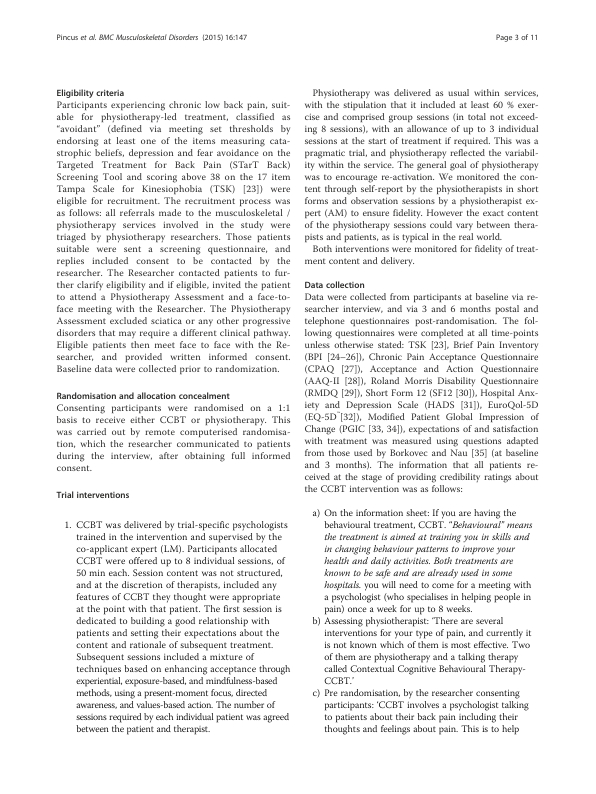 Pincus et al. BMC Musculoskeletal Disorders (2015) 16:147
Page 3 of 11
Eligibility criteria
Participants experiencing chronic low back pain, suit-
able for physiotherapy-led treatment, classified as
“avoidant” (defined via meeting set thresholds by
endorsing at least one of the items measuring cata-
strophic beliefs, depression and fear avoidance on the
Targeted Treatment for Back Pain (STarT Back)
Screening Tool and scoring above 38 on the 17 item
Tampa Scale for Kinesiophobia (TSK) [23]) were
eligible for recruitment. The recruitment process was
as follows: all referrals made to the musculoskeletal /
physiotherapy services involved in the study were
triaged by physiotherapy researchers. Those patients
suitable were sent a screening questionnaire, and
replies included consent to be contacted by the
researcher. The Researcher contacted patients to fur-
ther clarify eligibility and if eligible, invited the patient
to attend a Physiotherapy Assessment and a face-to-
face meeting with the Researcher. The Physiotherapy
Assessment excluded sciatica or any other progressive
disorders that may require a different clinical pathway.
Eligible patients then meet face to face with the Re-
searcher, and provided written informed consent.
Baseline data were collected prior to randomization.
Randomisation and allocation concealment
Consenting participants were randomised on a 1:1
basis to receive either CCBT or physiotherapy. This
was carried out by remote computerised randomisa-
tion, which the researcher communicated to patients
during the interview, after obtaining full informed
consent.
Trial interventions
1. CCBT was delivered by trial-specific psychologists
trained in the intervention and supervised by the
co-applicant expert (LM). Participants allocated
CCBT were offered up to 8 individual sessions, of
50 min each. Session content was not structured,
and at the discretion of therapists, included any
features of CCBT they thought were appropriate
at the point with that patient. The first session is
dedicated to building a good relationship with
patients and setting their expectations about the
content and rationale of subsequent treatment.
Subsequent sessions included a mixture of
techniques based on enhancing acceptance through
experiential, exposure-based, and mindfulness-based
methods, using a present-moment focus, directed
awareness, and values-based action. The number of
sessions required by each individual patient was agreed
between the patient and therapist.
Physiotherapy was delivered as usual within services,
with the stipulation that it included at least 60 % exer-
cise and comprised group sessions (in total not exceed-
ing 8 sessions), with an allowance of up to 3 individual
sessions at the start of treatment if required. This was a
pragmatic trial, and physiotherapy reflected the variabil-
ity within the service. The general goal of physiotherapy
was to encourage re-activation. We monitored the con-
tent through self-report by the physiotherapists in short
forms and observation sessions by a physiotherapist ex-
pert (AM) to ensure fidelity. However the exact content
of the physiotherapy sessions could vary between thera-
pists and patients, as is typical in the real world.
Both interventions were monitored for fidelity of treat-
ment content and delivery.
Data collection
Data were collected from participants at baseline via re-
searcher interview, and via 3 and 6 months postal and
telephone questionnaires post-randomisation. The fol-
lowing questionnaires were completed at all time-points
unless otherwise stated: TSK [23], Brief Pain Inventory
(BPI [24–26]), Chronic Pain Acceptance Questionnaire
(CPAQ [27]), Acceptance and Action Questionnaire
(AAQ-II [28]), Roland Morris Disability Questionnaire
(RMDQ [29]), Short Form 12 (SF12 [30]), Hospital Anx-
iety and Depression Scale (HADS [31]), EuroQol-5D
(EQ-5D™[32]), Modified Patient Global Impression of
Change (PGIC [33, 34]), expectations of and satisfaction
with treatment was measured using questions adapted
from those used by Borkovec and Nau [35] (at baseline
and 3 months). The information that all patients re-
ceived at the stage of providing credibility ratings about
the CCBT intervention was as follows:
a) On the information sheet: If you are having the
behavioural treatment, CCBT. “Behavioural” means
the treatment is aimed at training you in skills and
in changing behaviour patterns to improve your
health and daily activities. Both treatments are
known to be safe and are already used in some
hospitals. you will need to come for a meeting with
a psychologist (who specialises in helping people in
pain) once a week for up to 8 weeks.
b) Assessing physiotherapist: ‘There are several
interventions for your type of pain, and currently it
is not known which of them is most effective. Two
of them are physiotherapy and a talking therapy
called Contextual Cognitive Behavioural Therapy-
CCBT.’
c) Pre randomisation, by the researcher consenting
participants: ‘CCBT involves a psychologist talking
to patients about their back pain including their
thoughts and feelings about pain. This is to help